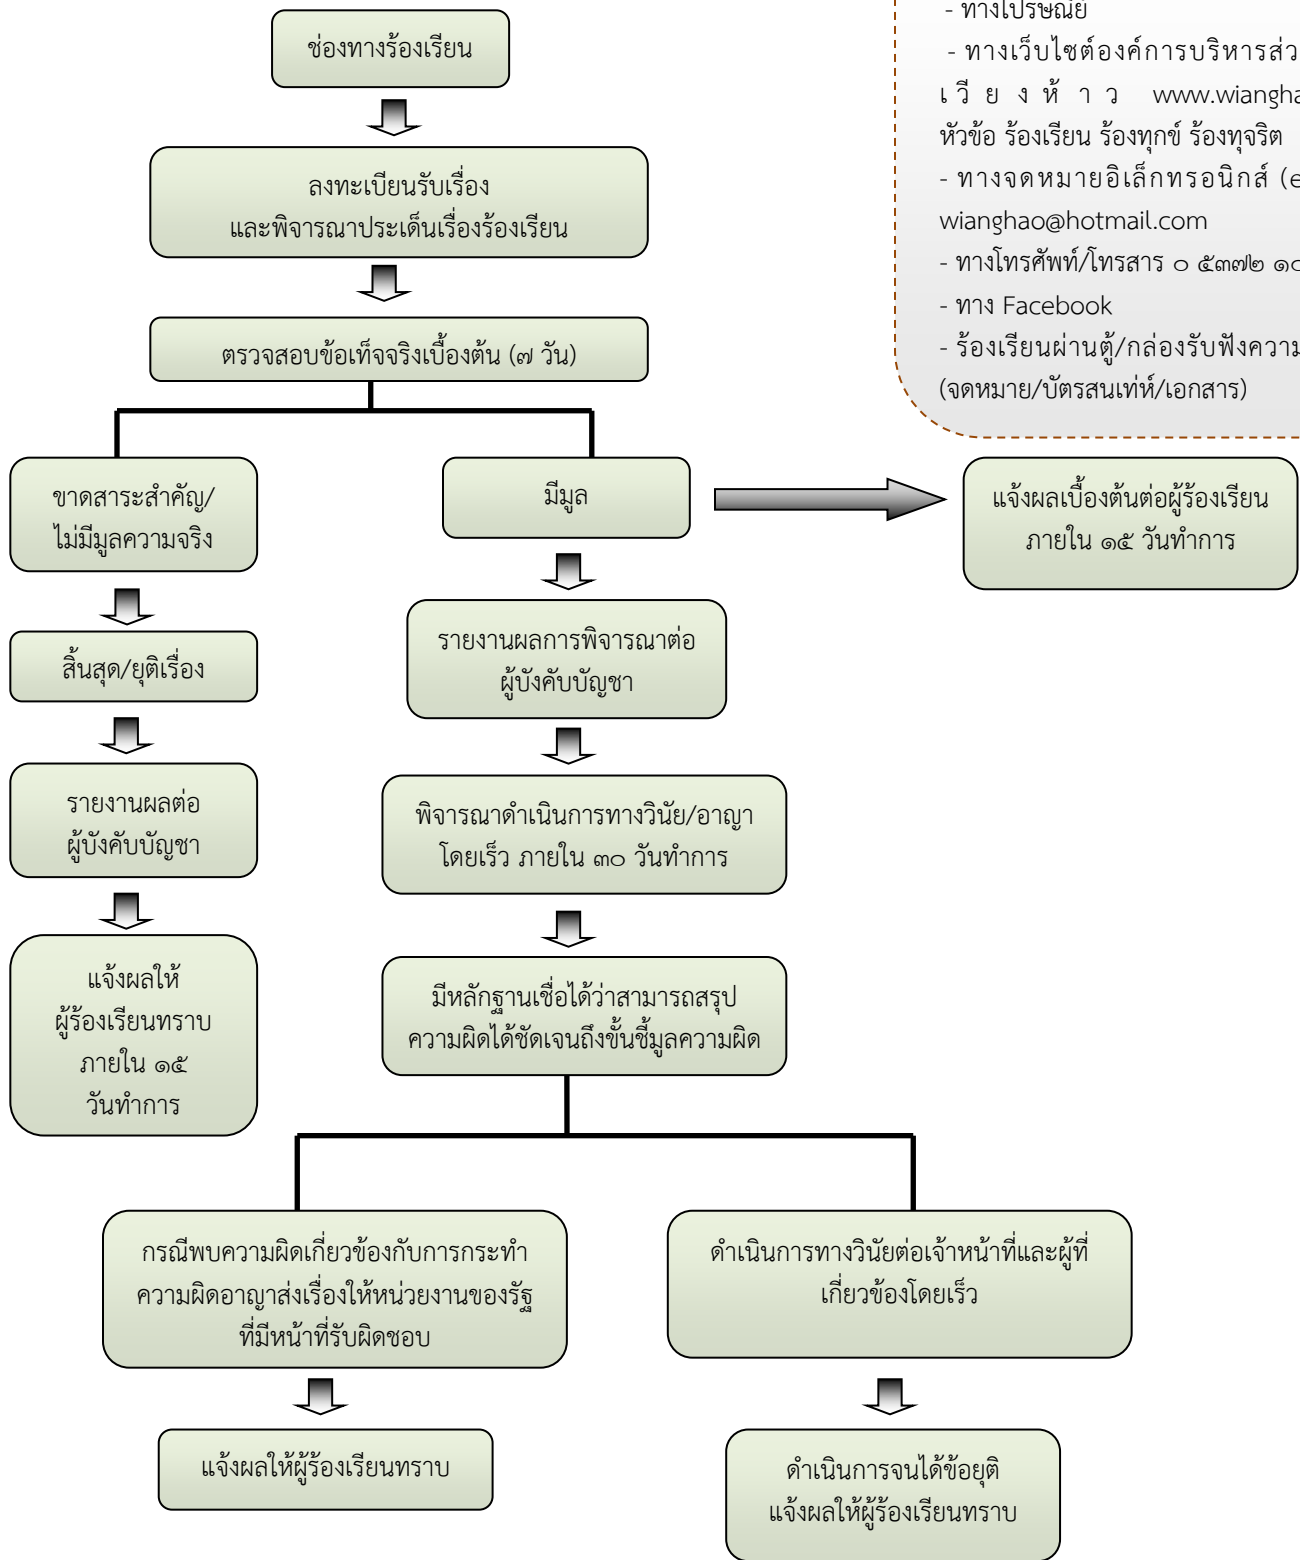 ช่องทางร้องเรียน
- ทางไปรษณีย์
- ทางเว็บไซต์องค์การบริหารส่ว
เวียงห้าว www.wiangha
หัวข้อ ร้องเรียน ร้องทุกข์ ร้องทุจริต
- ทางจดหมายอิเล็กทรอนิกส์ (e
wianghao@hotmail.com
- ทางโทรศัพท์/โทรสาร ๐ ๕๓๗๒ ๑๐
- ทาง Facebook
- ร้องเรียนผ่านตู้/กล่องรับฟังความ
(จดหมาย/บัตรสนเท่ห์/เอกสาร)
ลงทะเบียนรับเรื่อง
และพิจารณาประเด็นเรื่องร้องเรียน
ตรวจสอบข้อเท็จจริงเบื้องต้น (๗ วัน)
ขาดสาระสำคัญ/
ไม่มีมูลความจริง
สิ้นสุด/ยุติเรื่อง
รายงานผลต่อ
ผู้บังคับบัญชา
แจ้งผลให้
ผู้ร้องเรียนทราบ
ภายใน ๑๕
วันทำการ
มีมูล
แจ้งผลเบื้องต้นต่อผู้ร้องเรียน
ภายใน ๑๕ วันทำการ
รายงานผลการพิจารณาต่อ
ผู้บังคับบัญชา
พิจารณาดำเนินการทางวินัย/อาญา
โดยเร็ว ภายใน ๓๐ วันทำการ
มีหลักฐานเชื่อได้ว่าสามารถสรุป
ความผิดได้ชัดเจนถึงขั้นชี้มูลความผิด
กรณีพบความผิดเกี่ยวข้องกับการกระทำ
ความผิดอาญาส่งเรื่องให้หน่วยงานของรัฐ
ที่มีหน้าที่รับผิดชอบ
แจ้งผลให้ผู้ร้องเรียนทราบ
ดำเนินการทางวินัยต่อเจ้าหน้าที่และผู้ที่
เกี่ยวข้องโดยเร็ว
ดำเนินการจนได้ข้อยุติ
แจ้งผลให้ผู้ร้องเรียนทราบ